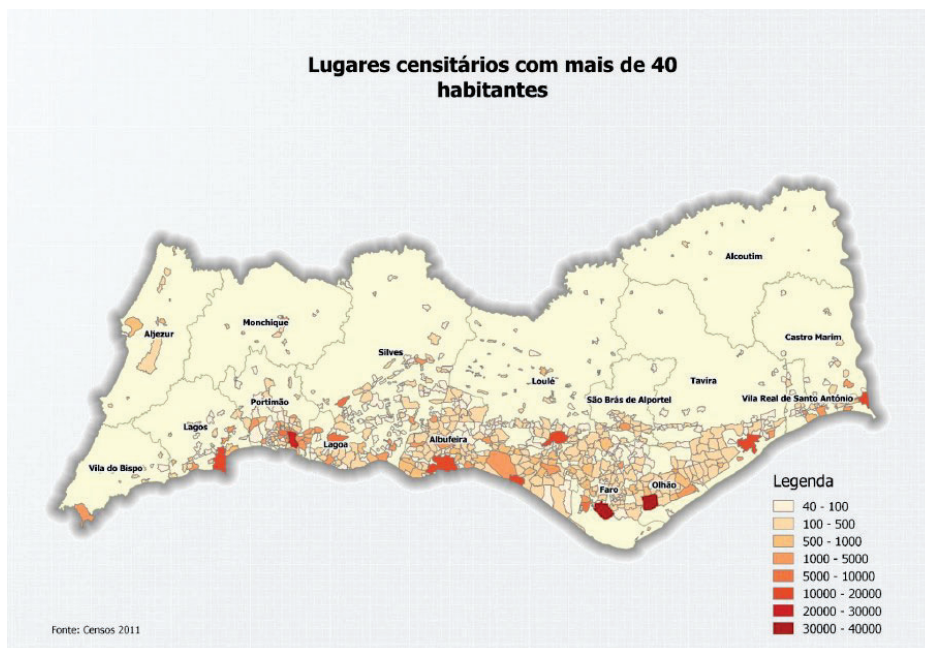 Lugares censitários com mais de 40
habitantes
Alcoutim
Aljezur
Monchique
Castro Marim
Silves
Loulé
Tavira
São Brás de Alportel
Vila Real de Santo António
Portimão
Lagos
Lagoa
Albufeira
Vila do Bispo
Faro
Olhão
Legenda
40 - 100
100 - 500
500 - 1000
1000 - 5000
5000 - 10000
10000 - 20000
20000 - 30000
30000 - 40000
Fonte: Censos 2011